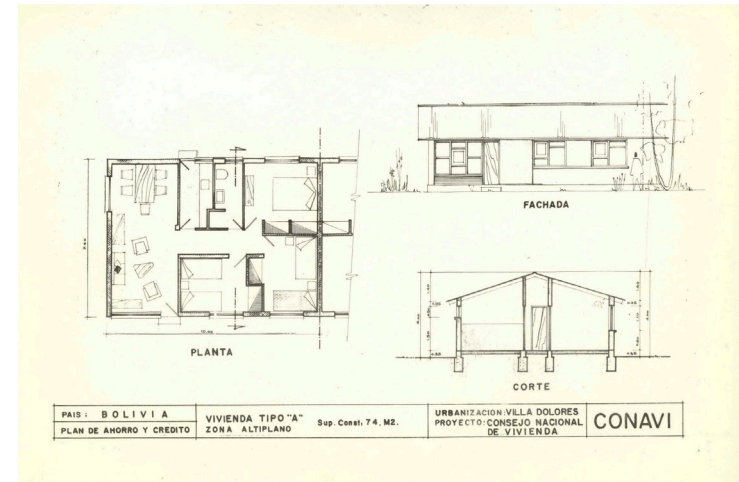 FACHADA
PLANTA
CORTE
PAIS: BOLIVIA
PLAN DE AHORRO Y CREDITO
VIVIENDA TIPO "A"
ZONA ALTIPLANO
Sup. Const. 74. M2.
URBANIZACION: VILLA DOLORES
PROYECTO: CONSEJO NACIONAL
DE VIVIENDA
CONAVI